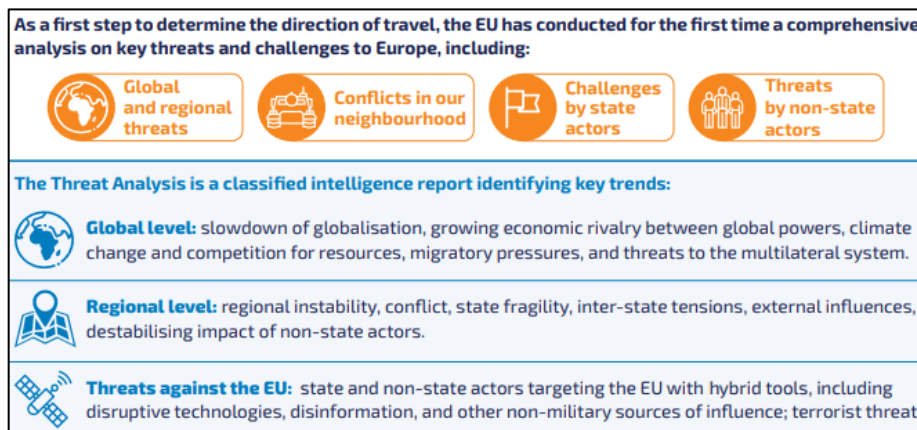 As a first step to determine the direction of travel, the EU has conducted for the first time a comprehensive
analysis on key threats and challenges to Europe, including:
Global
and regional
threats
Conflicts in our
neighbourhood
Challenges
by state
actors
Threats
by non-state
actors
The Threat Analysis is a classified intelligence report identifying key trends:
Global level: slowdown of globalisation, growing economic rivalry between global powers, climate
change and competition for resources, migratory pressures, and threats to the multilateral system.
Regional level: regional instability, conflict, state fragility, inter-state tensions, external influences,
destabilising impact of non-state actors.
Threats against the EU: state and non-state actors targeting the EU with hybrid tools, including
disruptive technologies, disinformation, and other non-military sources of influence; terrorist threat